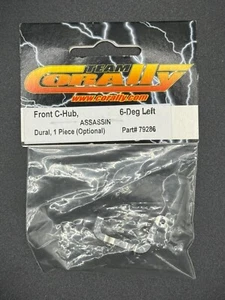 TEAM
CORALLY
www.corally.com
Front C-Hub, 6-Deg Left
ASSASSIN
Dural, 1 Piece (Optional) Part# 79286